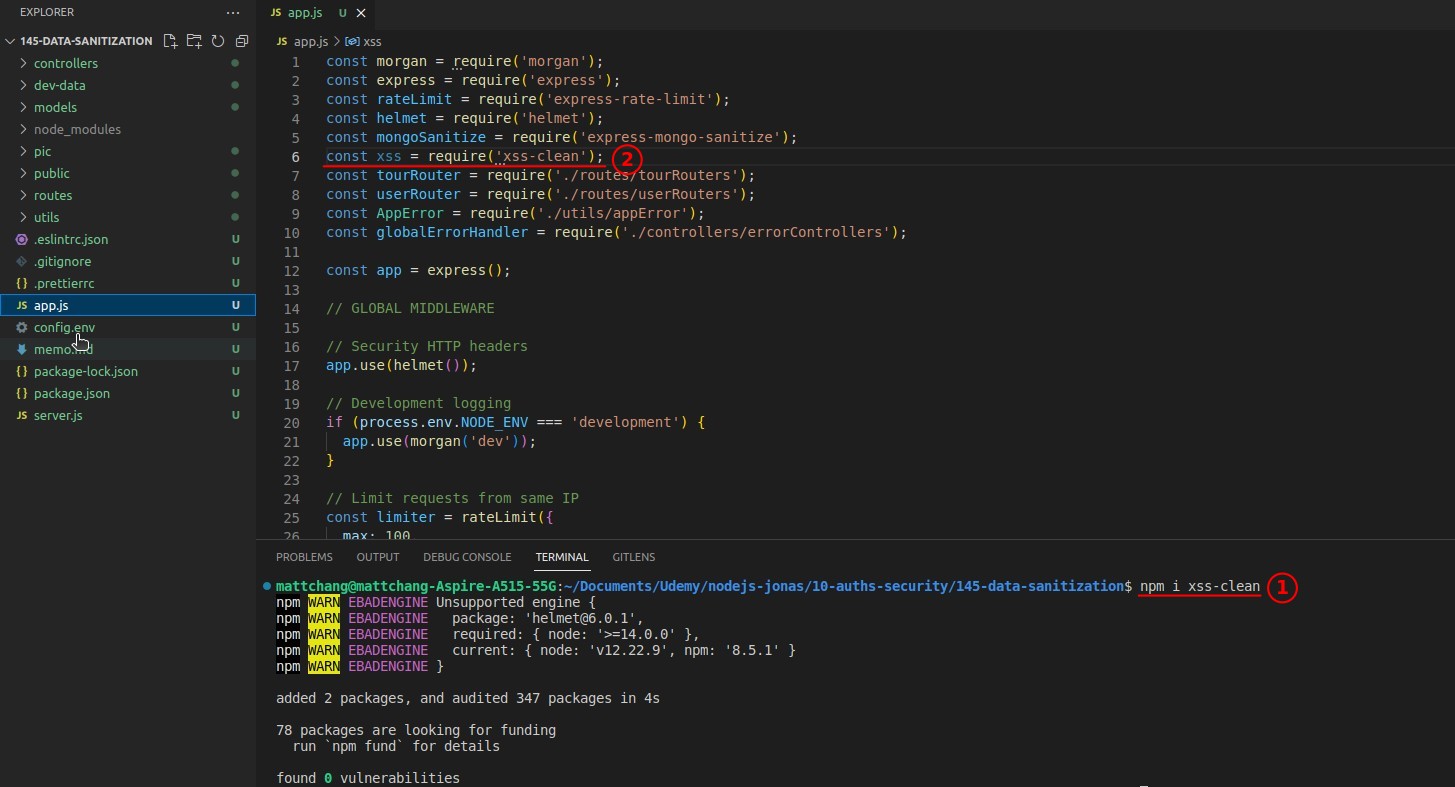 EXPLORER ...
145-DATA-SANITIZATION
controllers
dev-data
models
node_modules
pic
public
routes
utils
.eslintrc.json U
.gitignore U
{} .prettierrc U
JS app.js U
config.env U
memo.md U
{} package-lock.json U
{} package.json U
JS server.js U
JS app.js U
JS app.js > xss
1 const morgan = require('morgan');
2 const express = require('express');
3 const rateLimit = require('express-rate-limit');
4 const helmet = require('helmet');
5 const mongoSanitize = require('express-mongo-sanitize');
6 const xss = require('xss-clean'); 2
7 const tourRouter = require('./routes/tourRouters');
8 const userRouter = require('./routes/userRouters');
9 const AppError = require('./utils/appError');
10 const globalErrorHandler = require('./controllers/errorControllers');
11
12 const app = express();
13
14 // GLOBAL MIDDLEWARE
15
16 // Security HTTP headers
17 app.use(helmet());
18
19 // Development logging
20 if (process.env.NODE_ENV === 'development') {
21 app.use(morgan('dev'));
22 }
23
24 // Limit requests from same IP
25 const limiter = rateLimit({
26 max: 100
PROBLEMS OUTPUT DEBUG CONSOLE TERMINAL GITLENS
mattchang@mattchang-Aspire-A515-55G:~/Documents/Udemy/nodejs-jonas/10-auths-security/145-data-sanitization$ npm i xss-clean 1
npm WARN EBADENGINE Unsupported engine {
npm WARN EBADENGINE package: 'helmet@6.0.1',
npm WARN EBADENGINE required: { node: '>=14.0.0' },
npm WARN EBADENGINE current: { node: 'v12.22.9', npm: '8.5.1' }
npm WARN EBADENGINE }
added 2 packages, and audited 347 packages in 4s
78 packages are looking for funding
run `npm fund` for details
found 0 vulnerabilities